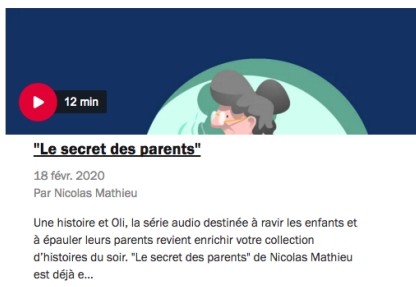 12 min
"Le secret des parents"
18 févr. 2020
Par Nicolas Mathieu
Une histoire et Oli, la série audio destinée à ravir les enfants et
à épauler leurs parents revient enrichir votre collection
d'histoires du soir. "Le secret des parents" de Nicolas Mathieu
est déjà e...